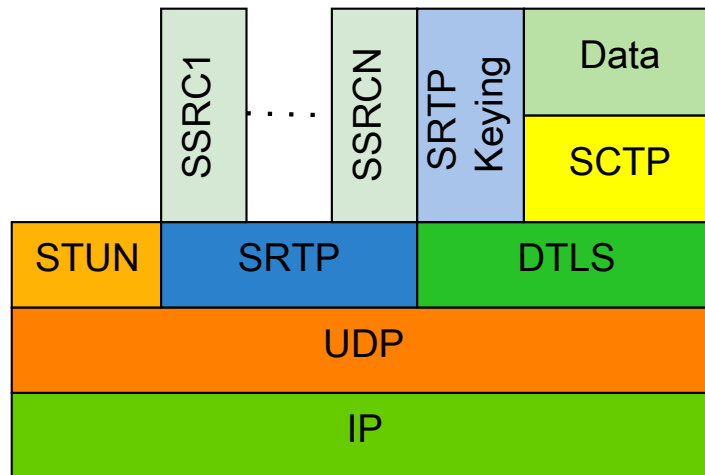 SSRC1
. . . .
SSRCN
SRTP
Keying
Data
SCTP
STUN
SRTP
DTLS
UDP
IP